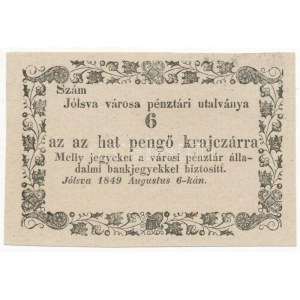 Szám
Jólsva városa pénztári utalványa
6
az az hat pengő krajczárra
Melly jegyeket a városi pénztár álla-
dalmi bankjegyekkel biztosítt.
Jólsva 1849 Augustus 6-kán.